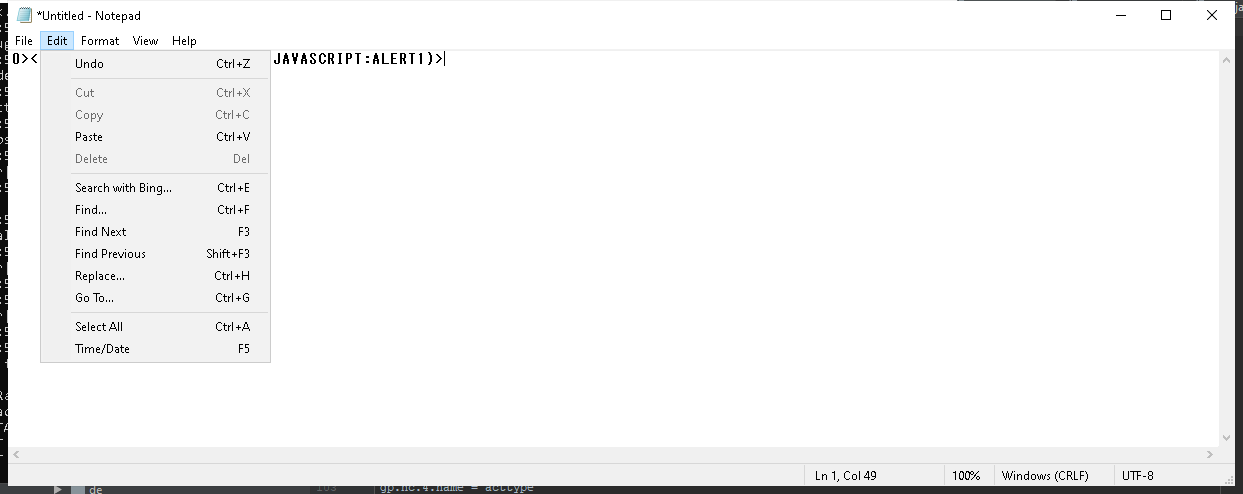 *Untitled - Notepad
File Edit Format View Help
0><
JAVASCRIPT:ALERT1)>
Undo Ctrl+Z
Cut Ctrl+X
Copy Ctrl+C
Paste Ctrl+V
Delete Del
Search with Bing... Ctrl+E
Find... Ctrl+F
Find Next F3
Find Previous Shift+F3
Replace... Ctrl+H
Go To... Ctrl+G
Select All Ctrl+A
Time/Date F5
Ln 1, Col 49 100% Windows (CRLF) UTF-8
de gp.nc.4.name = acttype